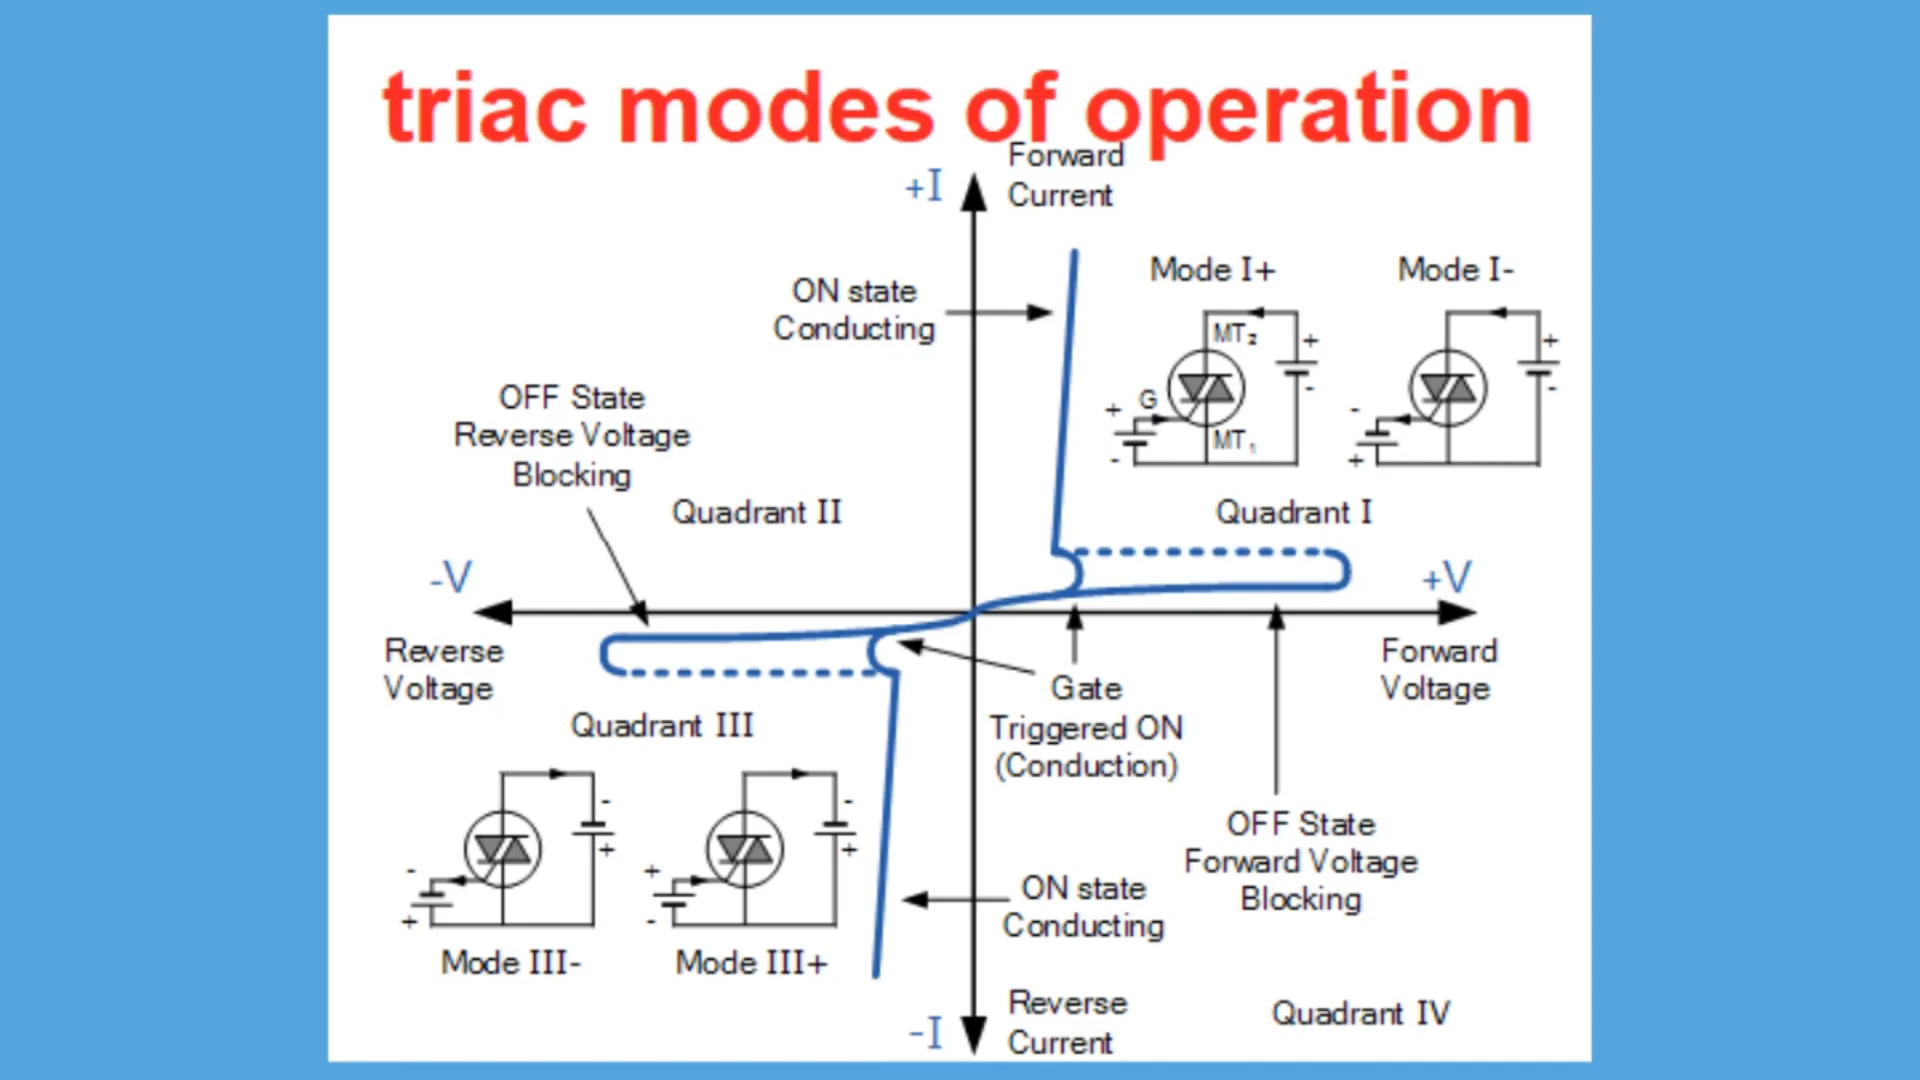 triac modes of operation
+I
Forward
Current
ON state
Conducting
Mode I+
Mode I-
MT2
+
-
G
+
-
MT1
+
-
-
+
OFF State
Reverse Voltage
Blocking
Quadrant II
Quadrant I
-V
+V
Reverse
Voltage
Forward
Voltage
Gate
Triggered ON
(Conduction)
Quadrant III
-
+
-
+
-
+
+
-
Mode III-
Mode III+
OFF State
Forward Voltage
Blocking
ON state
Conducting
-I
Reverse
Current
Quadrant IV